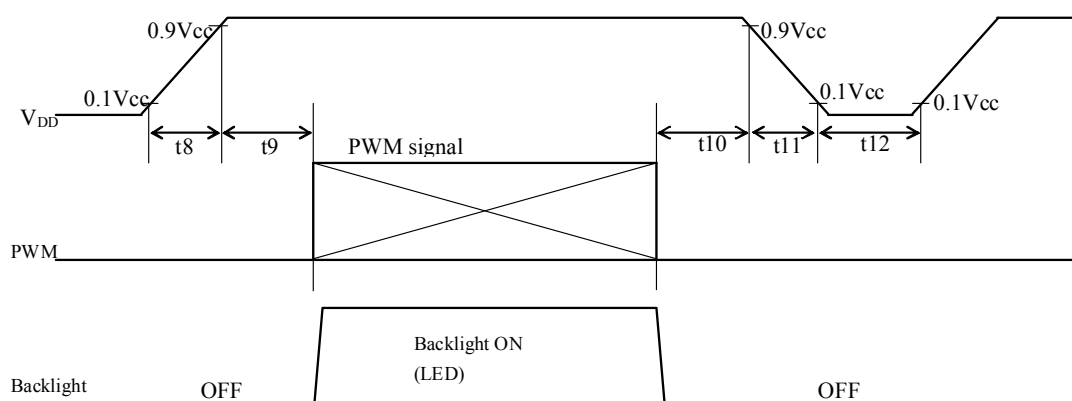 0.9Vcc 0.9Vcc
0.1Vcc 0.1Vcc 0.1Vcc
VDD
t8 t9 t10 t11 t12
PWM signal
PWM
Backlight ON
(LED)
Backlight OFF OFF